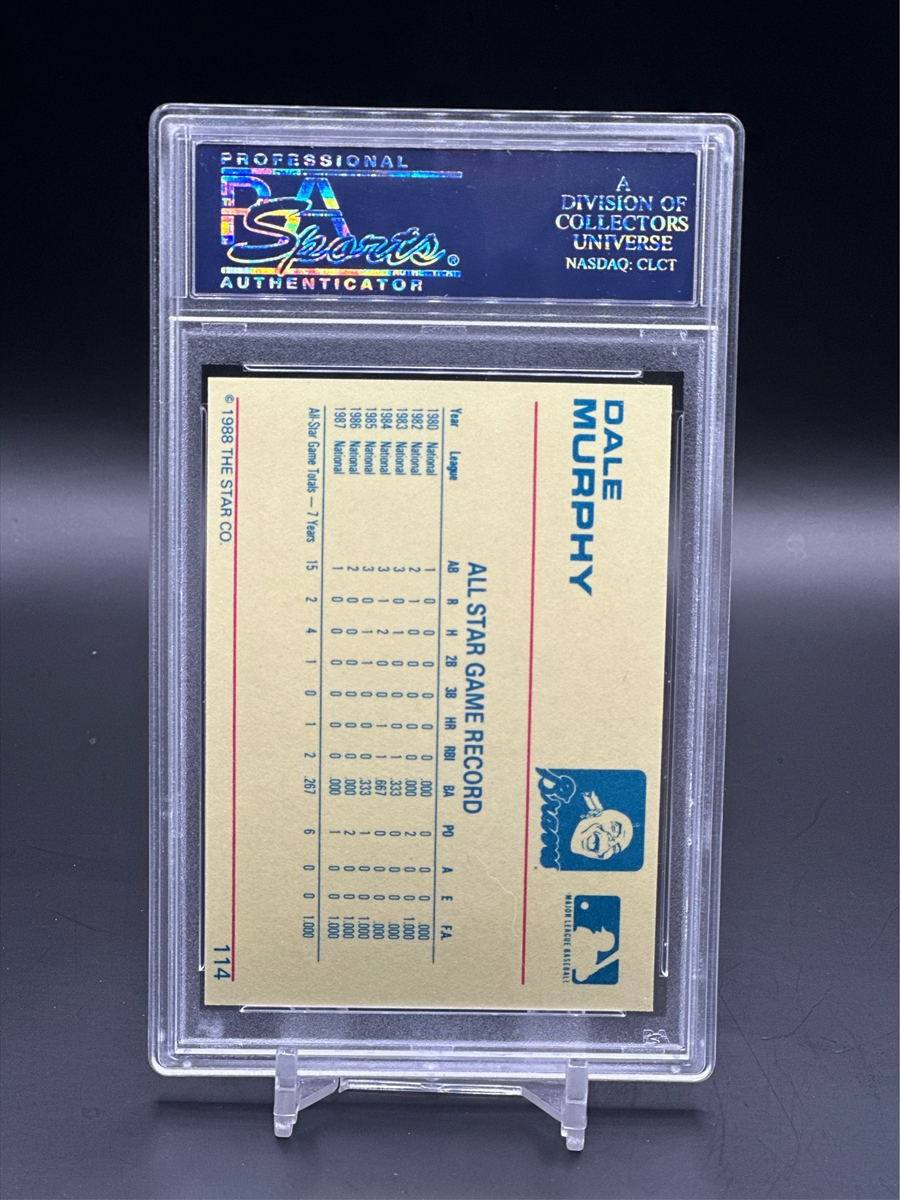 PROFESSIONAL
PSA
Sports®
AUTHENTICATOR
A
DIVISION OF
COLLECTORS
UNIVERSE
NASDAQ: CLCT
DALE
MURPHY
Braves
MAJOR LEAGUE BASEBALL
ALL STAR GAME RECORD
Year League AB R H 2B 3B HR RBI BA PO A E F.A.
1980 National 1 0 0 0 0 0 0 .000 0 0 0 .000
1982 National 2 1 0 0 0 0 0 .000 2 0 0 1.000
1983 National 3 0 1 0 0 0 1 .333 0 0 0 .000
1984 National 3 1 2 0 0 1 1 .667 0 0 0 .000
1985 National 3 0 1 1 0 0 0 .333 1 0 0 1.000
1986 National 2 0 0 0 0 0 0 .000 2 0 0 1.000
1987 National 1 0 0 0 0 0 0 .000 1 0 0 1.000
All-Star Game Totals — 7 Years 15 2 4 1 0 1 2 .267 6 0 0 1.000
© 1988 THE STAR CO. 114